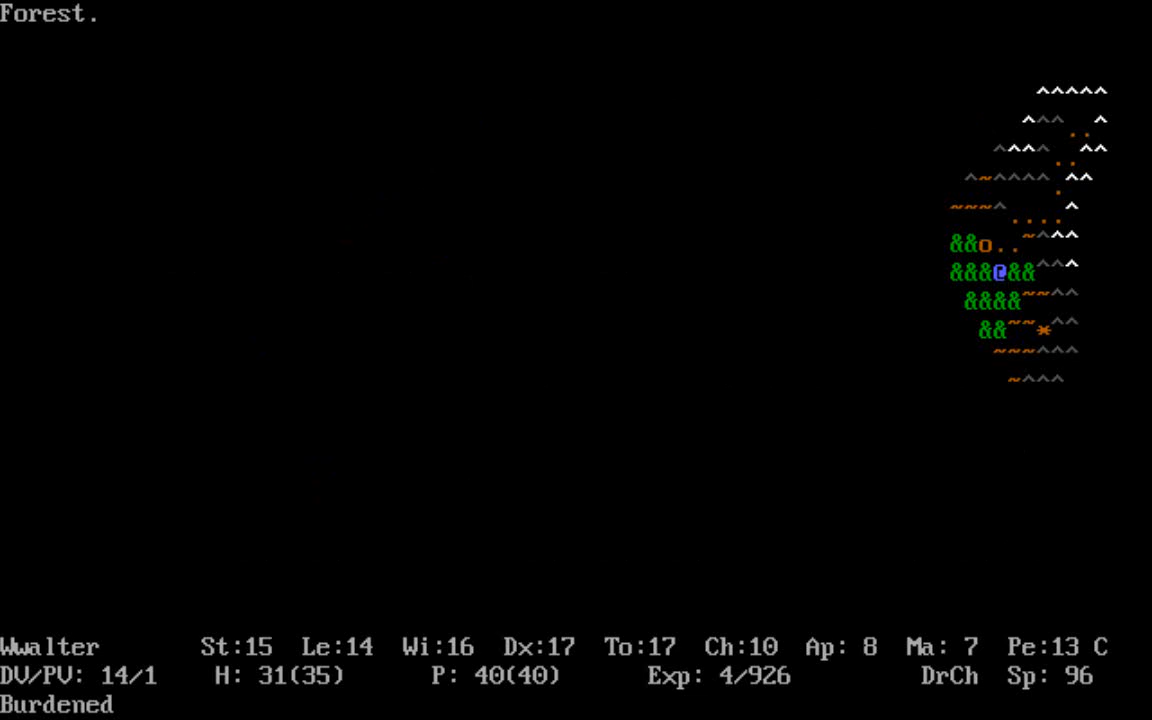 Forest.
^^^^^
^^^ ^
. .
^^^^ ^^
. .
^~^^^^^ ^^
.
~~~^ ^
. . . .
&&o. . ~^^^
&&&@&& ^^^
&&&& ~~^^
&& ~~ * ^^
~~~^^^
~^^^
Wwalter St:15 Le:14 Wi:16 Dx:17 To:17 Ch:10 Ap: 8 Ma: 7 Pe:13 C
DV/PV: 14/1 H: 31(35) P: 40(40) Exp: 4/926 DrCh Sp: 96
Burdened